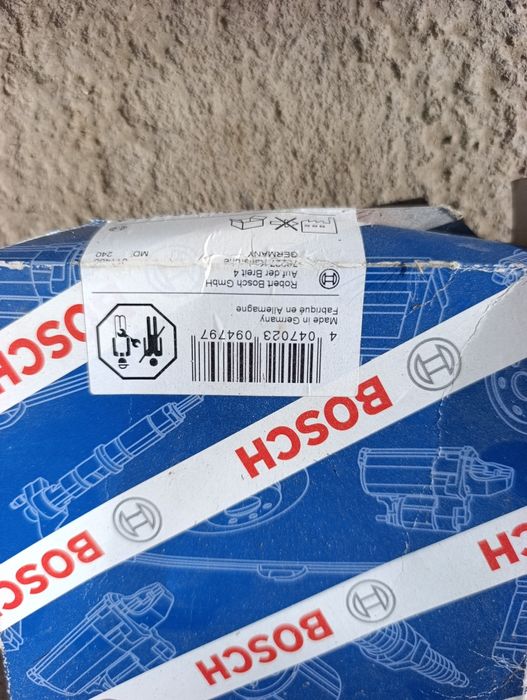 Robert Bosch GmbH
Auf der Breit 4
GERMANY
Made in Germany
Fabriqué en Allemagne
4 047023 094797
BOSCH
BOSCH
BOSCH
BOSCH
BOSCH